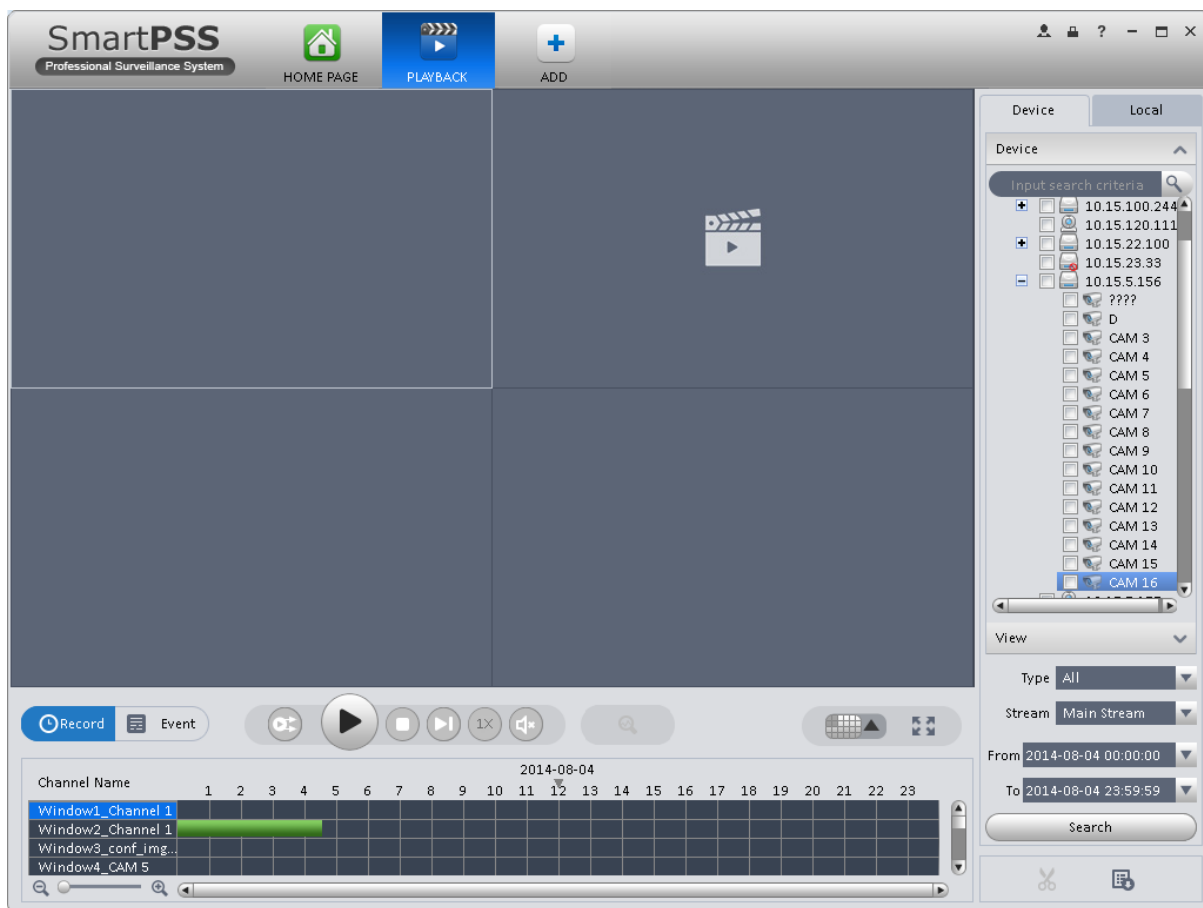 SmartPSS
Professional Surveillance System
HOME PAGE
PLAYBACK
ADD
?
Device
Local
Device
Input search criteria
10.15.100.244
10.15.120.111
10.15.22.100
10.15.23.33
10.15.5.156
????
D
CAM 3
CAM 4
CAM 5
CAM 6
CAM 7
CAM 8
CAM 9
CAM 10
CAM 11
CAM 12
CAM 13
CAM 14
CAM 15
CAM 16
View
Type All
Stream Main Stream
From 2014-08-04 00:00:00
To 2014-08-04 23:59:59
Search
Record
Event
1X
2014-08-04
Channel Name
1 2 3 4 5 6 7 8 9 10 11 12 13 14 15 16 17 18 19 20 21 22 23
Window1_Channel 1
Window2_Channel 1
Window3_conf_img...
Window4_CAM 5